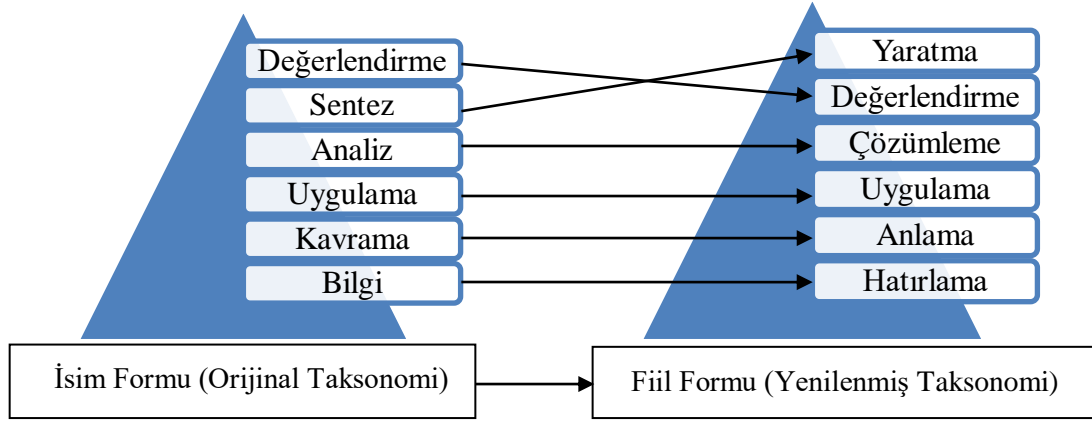 Değerlendirme
Sentez
Analiz
Uygulama
Kavrama
Bilgi
İsim Formu (Orijinal Taksonomi)
Yaratma
Değerlendirme
Çözümleme
Uygulama
Anlama
Hatırlama
Fiil Formu (Yenilenmiş Taksonomi)